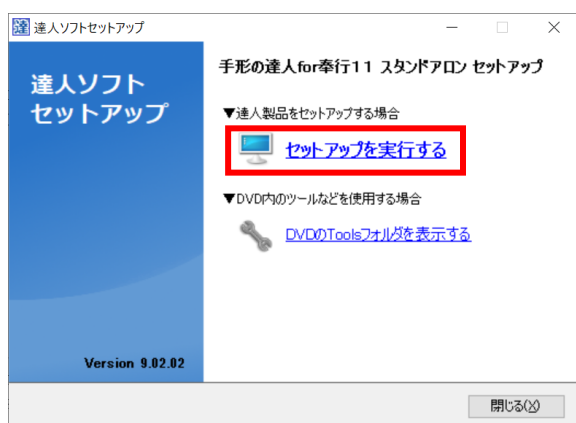 達人ソフトセットアップ
達人ソフト
セットアップ
手形の達人for奉行11 スタンドアロン セットアップ
▼達人製品をセットアップする場合
セットアップを実行する
▼DVD内のツールなどを使用する場合
DVDのToolsフォルダを表示する
Version 9.02.02
閉じる(X)